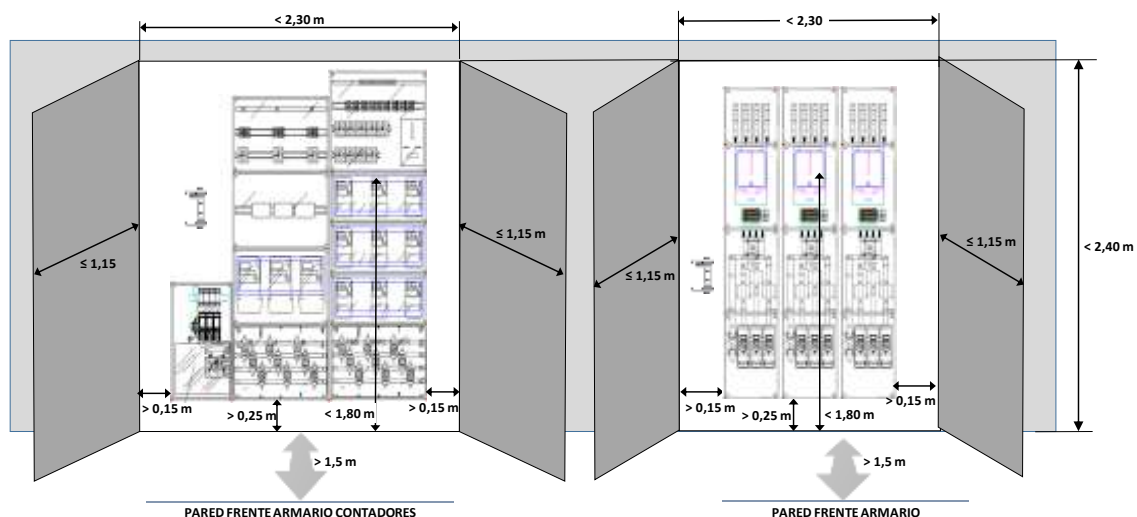 < 2,30 m
< 2,30
≤ 1,15
≤ 1,15 m
≤ 1,15 m
≤ 1,15 m
< 2,40 m
> 0,15 m
> 0,25 m
< 1,80 m
> 0,15 m
> 0,15 m
> 0,25 m
< 1,80 m
> 0,15 m
> 1,5 m
> 1,5 m
PARED FRENTE ARMARIO CONTADORES
PARED FRENTE ARMARIO